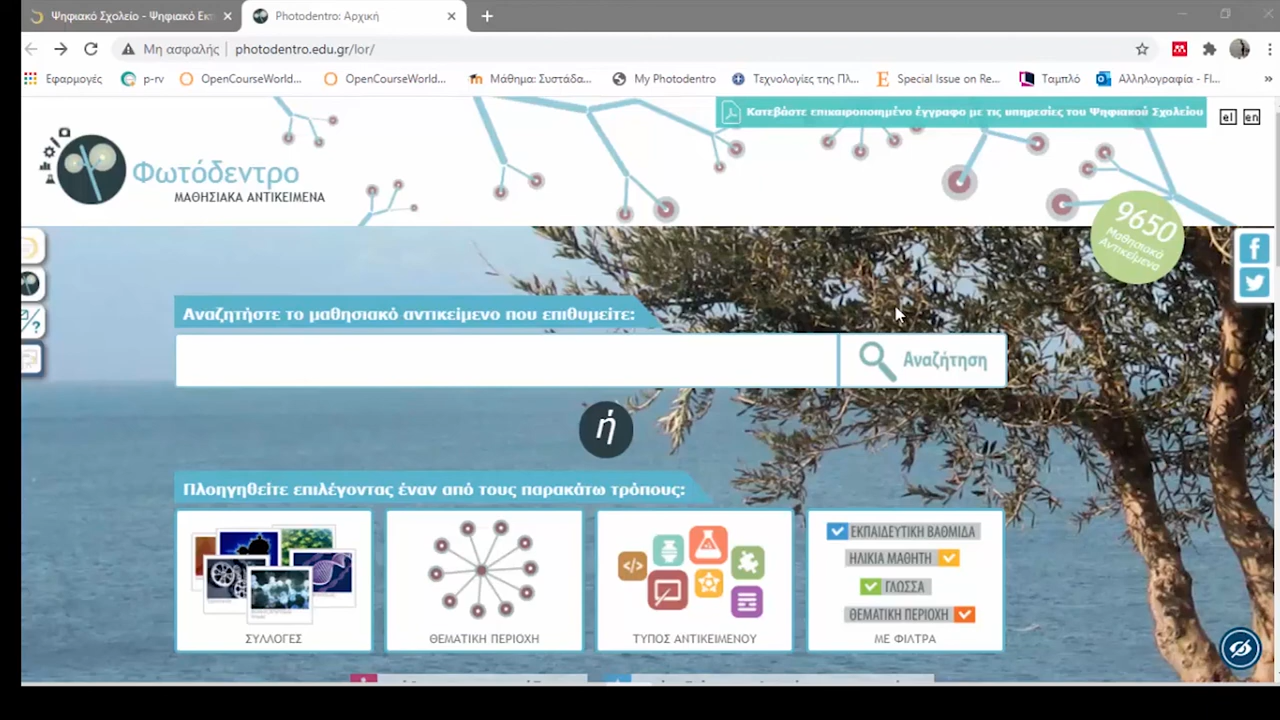 Ψηφιακό Σχολείο - Ψηφιακό Εκπ
Photodentro: Αρχική
Μη ασφαλής
photodentro.edu.gr/lor/
Εφαρμογές
p-rv
OpenCourseWorld...
OpenCourseWorld...
Μάθημα: Συστάδα...
My Photodentro
Τεχνολογίες της Πλ...
Special Issue on Re...
Ταμπλό
Αλληλογραφία - Fl...
»
Κατεβάστε επικαιροποιημένο έγγραφο με τις υπηρεσίες του Ψηφιακού Σχολείου
el en
Φωτόδεντρο
ΜΑΘΗΣΙΑΚΑ ΑΝΤΙΚΕΙΜΕΝΑ
9650
Μαθησιακά
Αντικείμενα
Αναζητήστε το μαθησιακό αντικείμενο που επιθυμείτε:
Αναζήτηση
ή
Πλοηγηθείτε επιλέγοντας έναν από τους παρακάτω τρόπους:
ΕΚΠΑΙΔΕΥΤΙΚΗ ΒΑΘΜΙΔΑ
ΗΛΙΚΙΑ ΜΑΘΗΤΗ
ΓΛΩΣΣΑ
ΘΕΜΑΤΙΚΗ ΠΕΡΙΟΧΗ
ΣΥΛΛΟΓΕΣ
ΘΕΜΑΤΙΚΗ ΠΕΡΙΟΧΗ
ΤΥΠΟΣ ΑΝΤΙΚΕΙΜΕΝΟΥ
ΜΕ ΦΙΛΤΡΑ